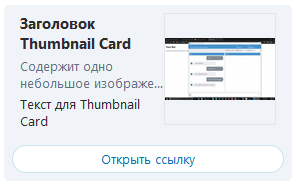 Заголовок
Thumbnail Card
Содержит одно
небольшое изображе...
Текст для Thumbnail
Card
Открыть ссылку